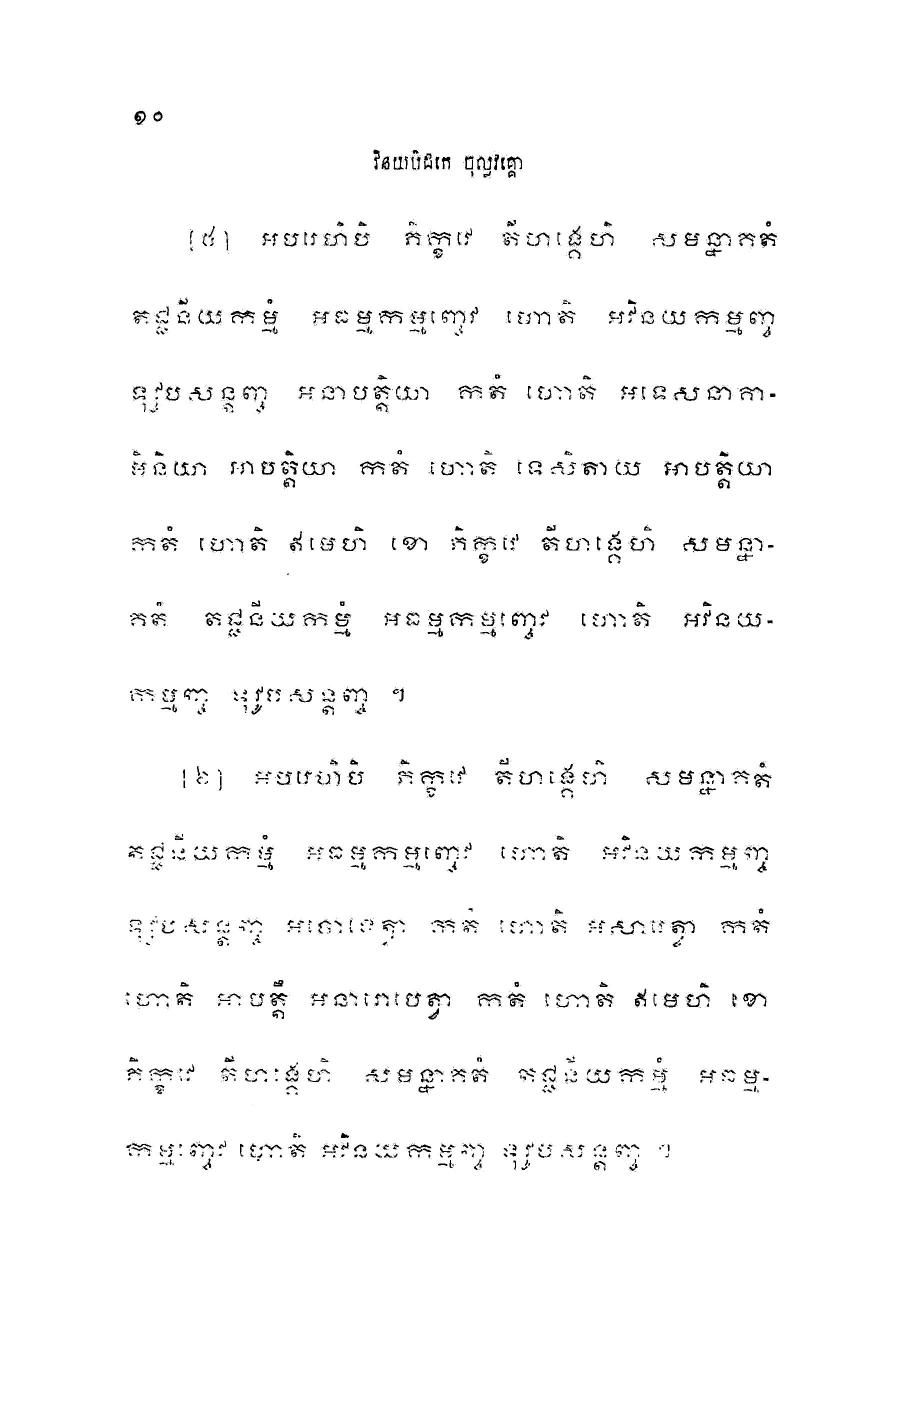 ១០
វិនយបិដកេ ចុល្លវគ្គោ
[៥] អបរេហិបិ ភិក្ខវេ តីហង្គេហិ សមន្នាគតំ
តជ្ជនីយកម្មំ អធម្មកម្មញ្ចេវ ហោតិ អវិនយកម្មញ្ច
ទុវូបសន្តញ្ច អនាបត្តិយា កតំ ហោតិ អទេសនាគា-
មិនិយា អាបត្តិយា កតំ ហោតិ ទេសិតាយ អាបត្តិយា
កតំ ហោតិ ឥមេហិ ខោ ភិក្ខវេ តីហង្គេហិ សមន្នា-
គតំ តជ្ជនីយកម្មំ អធម្មកម្មញ្ចេវ ហោតិ អវិនយ-
កម្មញ្ច ទុវូបសន្តញ្ច ។
[៦] អបរេហិបិ ភិក្ខវេ តីហង្គេហិ សមន្នាគតំ
តជ្ជនីយកម្មំ អធម្មកម្មញ្ចេវ ហោតិ អវិនយកម្មញ្ច
ទុវូបសន្តញ្ច អចោទេត្វា កតំ ហោតិ អសារេត្វា កតំ
ហោតិ អាបត្តឹ អនារោបេត្វា កតំ ហោតិ ឥមេហិ ខោ
ភិក្ខវេ តីហង្គេហិ សមន្នាគតំ តជ្ជនីយកម្មំ អធម្ម-
កម្មញ្ចេវ ហោតិ អវិនយកម្មញ្ច ទុវូបសន្តញ្ច ។